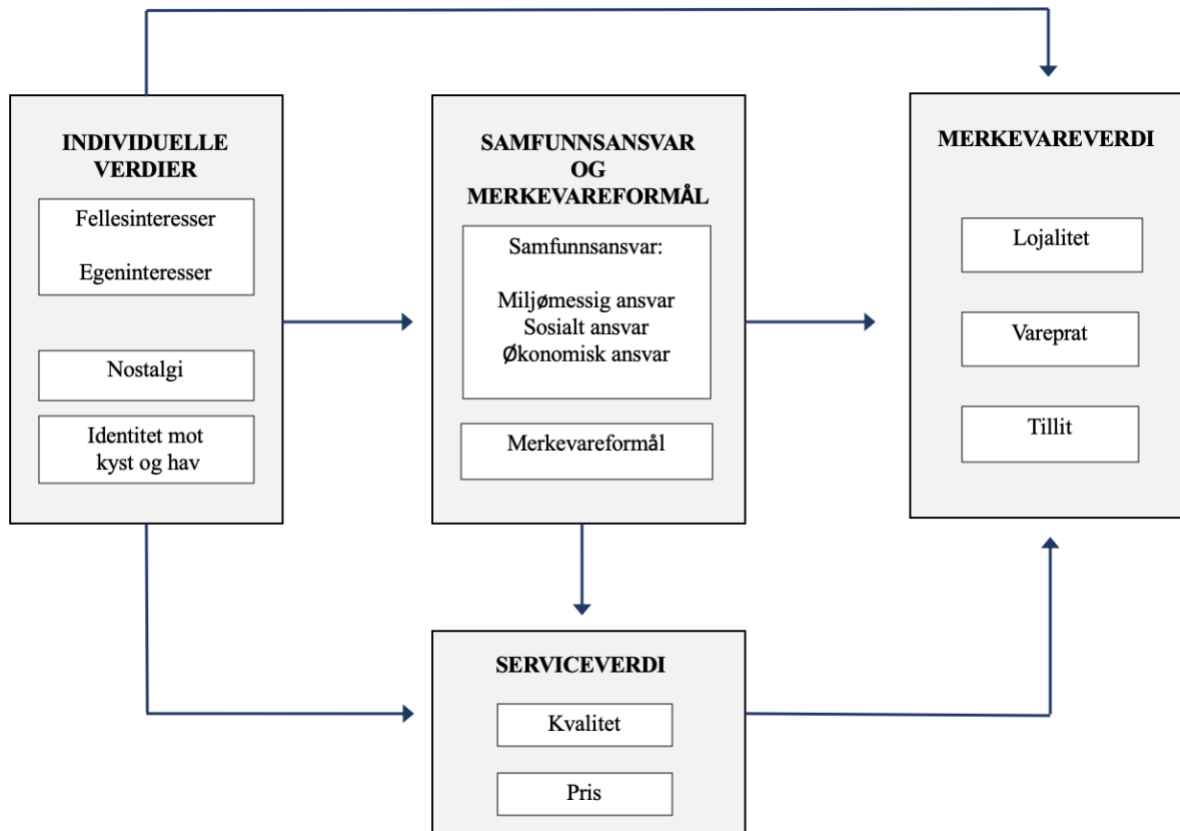 INDIVIDUELLE
VERDIER
Fellesinteresser
Egeninteresser
Nostalgi
Identitet mot
kyst og hav
SAMFUNNSANSVAR
OG
MERKEVAREFORMÅL
Samfunnsansvar:
Miljømessig ansvar
Sosialt ansvar
Økonomisk ansvar
Merkevareformål
MERKEVAREVERDI
Lojalitet
Vareprat
Tillit
SERVICEVERDI
Kvalitet
Pris